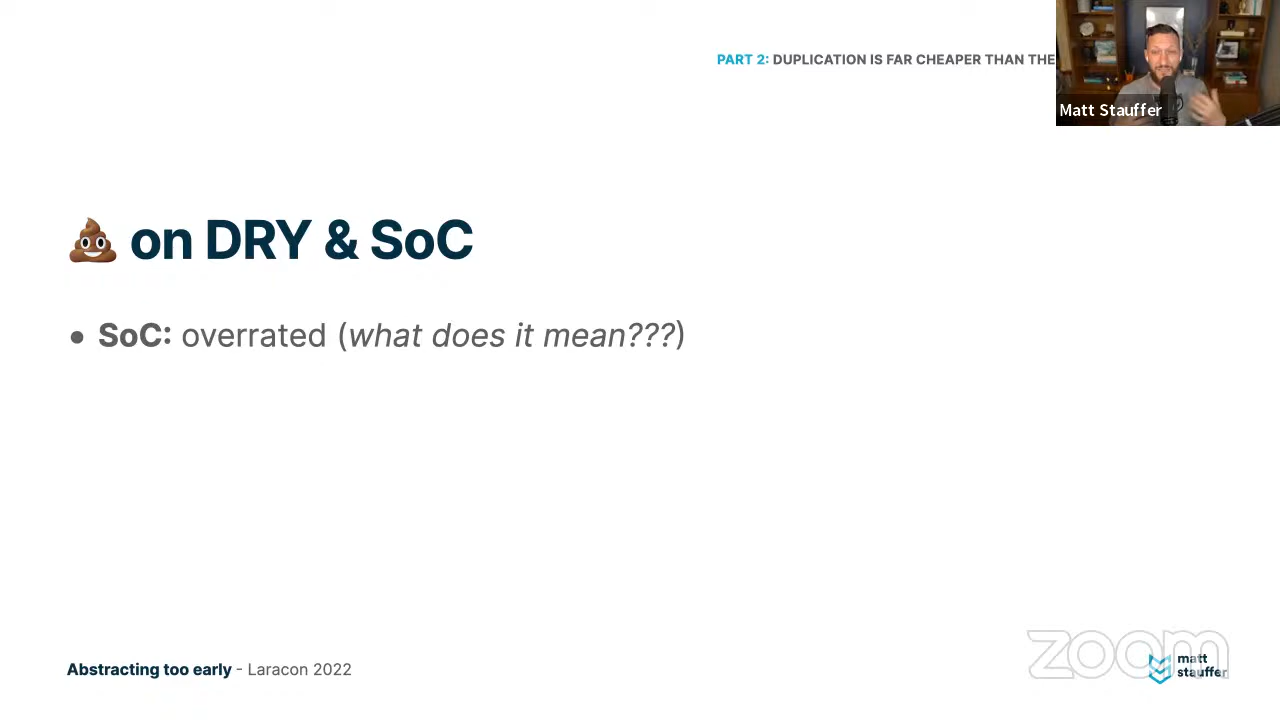 PART 2: DUPLICATION IS FAR CHEAPER THAN THE
Matt Stauffer
💩 on DRY & SoC
• SoC: overrated (what does it mean???)
Abstracting too early - Laracon 2022
zoom
matt
stauffer